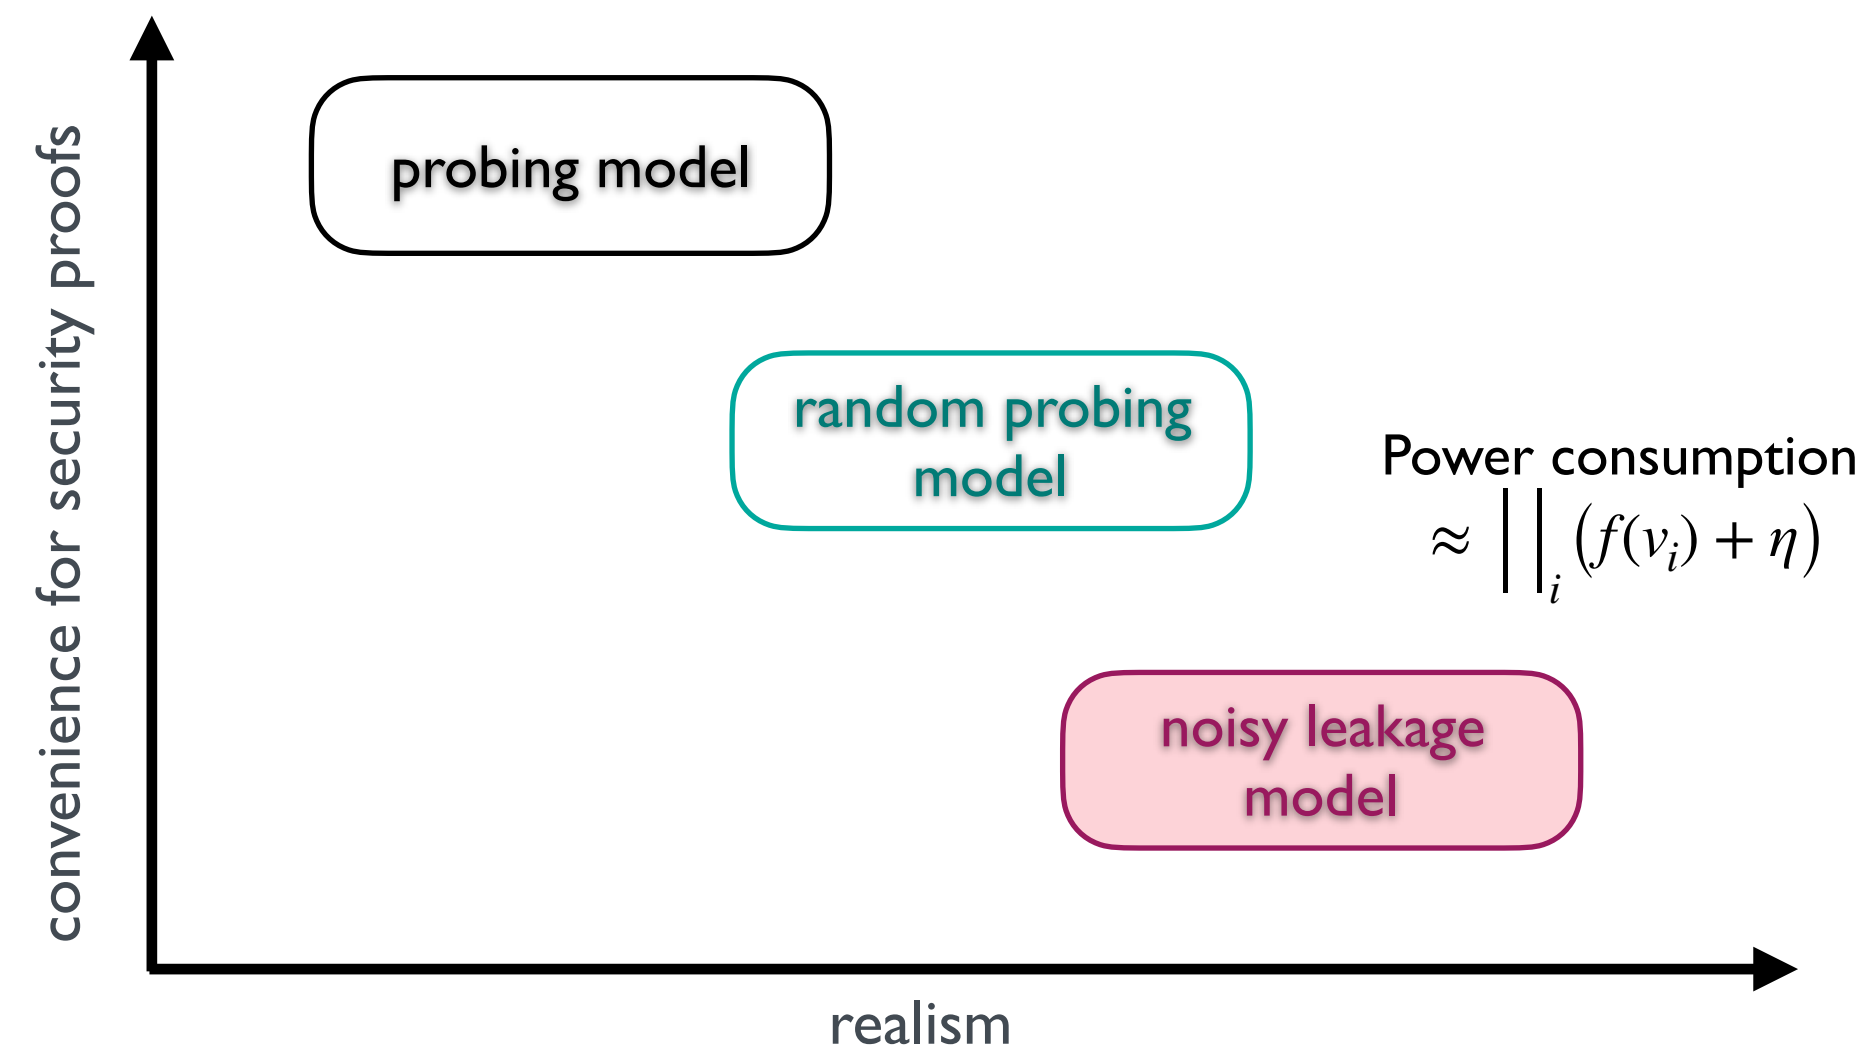 convenience for security proofs
probing model
random probing
model
Power consumption
≈ ||ᵢ (f(vᵢ) + η)
noisy leakage
model
realism